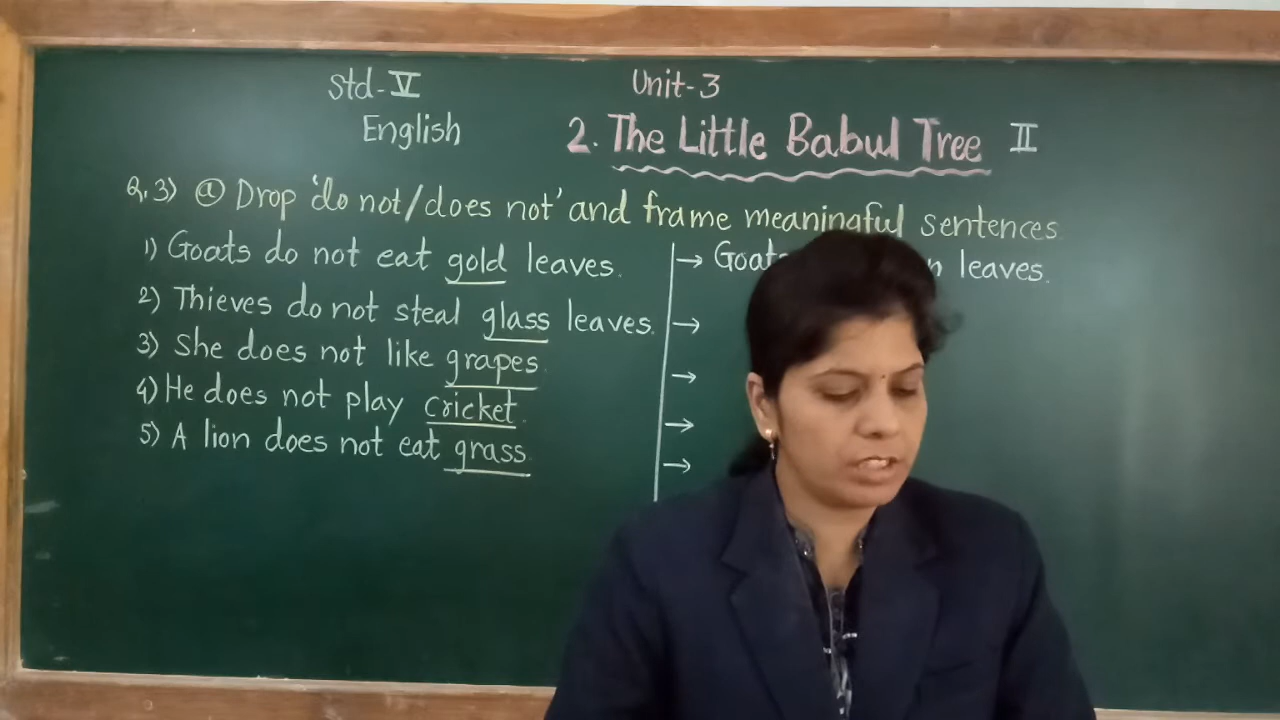 Std-V
Unit-3
English
2. The Little Babul Tree II
Q.3) a Drop 'do not/does not' and frame meaningful sentences
1) Goats do not eat gold leaves. → Goats leaves.
2) Thieves do not steal glass leaves. →
3) She does not like grapes. →
4) He does not play cricket. →
5) A lion does not eat grass. →